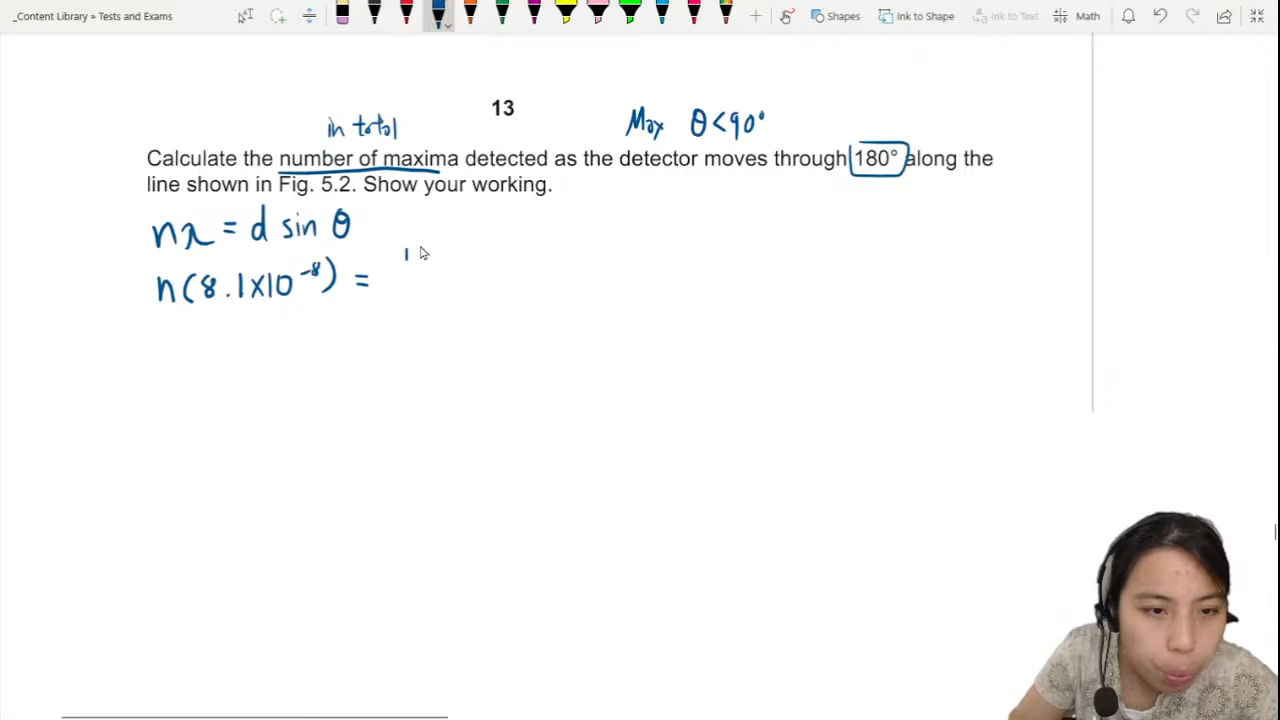 _Content Library » Tests and Exams
Shapes
Ink to Shape
Ink to Text
Math
13
in total
Max θ<90°
Calculate the number of maxima detected as the detector moves through 180° along the
line shown in Fig. 5.2. Show your working.
nλ = d sin θ
n(8.1x10⁻⁸) =
1